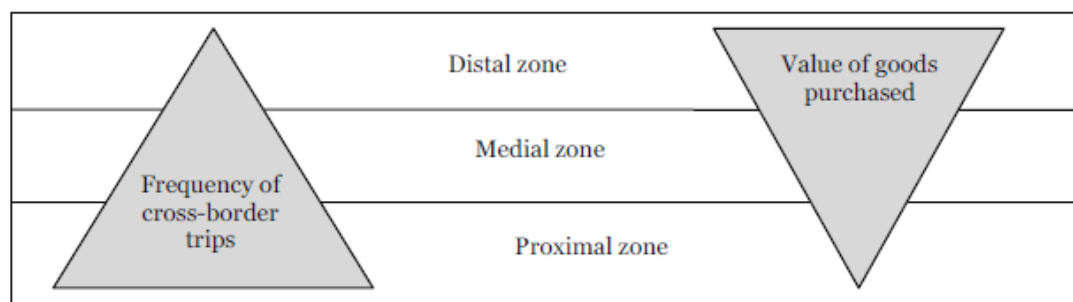 Distal zone
Value of goods
purchased
Medial zone
Frequency of
cross-border
trips
Proximal zone